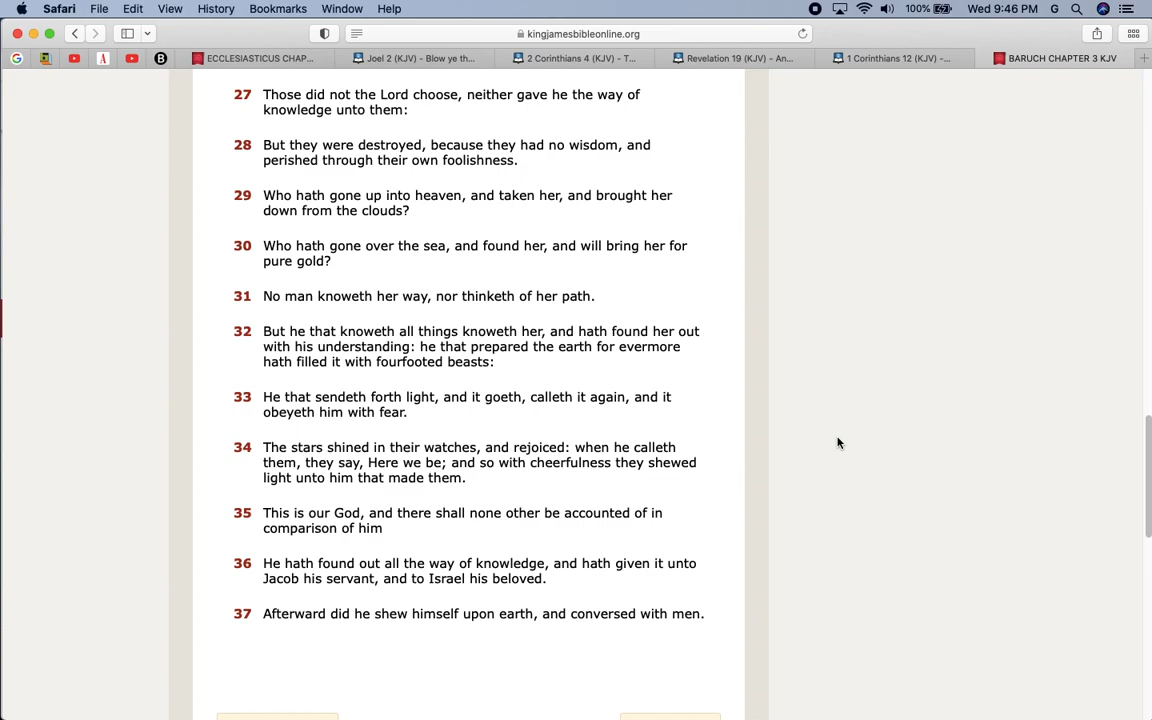 Safari File Edit View History Bookmarks Window Help 100% Wed 9:46 PM G
kingjamesbibleonline.org
G A B ECCLESIASTICUS CHAP... Joel 2 (KJV) - Blow ye th... 2 Corinthians 4 (KJV) - T... Revelation 19 (KJV) - An... 1 Corinthians 12 (KJV) -... BARUCH CHAPTER 3 KJV
27 Those did not the Lord choose, neither gave he the way of
knowledge unto them:
28 But they were destroyed, because they had no wisdom, and
perished through their own foolishness.
29 Who hath gone up into heaven, and taken her, and brought her
down from the clouds?
30 Who hath gone over the sea, and found her, and will bring her for
pure gold?
31 No man knoweth her way, nor thinketh of her path.
32 But he that knoweth all things knoweth her, and hath found her out
with his understanding: he that prepared the earth for evermore
hath filled it with fourfooted beasts:
33 He that sendeth forth light, and it goeth, calleth it again, and it
obeyeth him with fear.
34 The stars shined in their watches, and rejoiced: when he calleth
them, they say, Here we be; and so with cheerfulness they shewed
light unto him that made them.
35 This is our God, and there shall none other be accounted of in
comparison of him
36 He hath found out all the way of knowledge, and hath given it unto
Jacob his servant, and to Israel his beloved.
37 Afterward did he shew himself upon earth, and conversed with men.